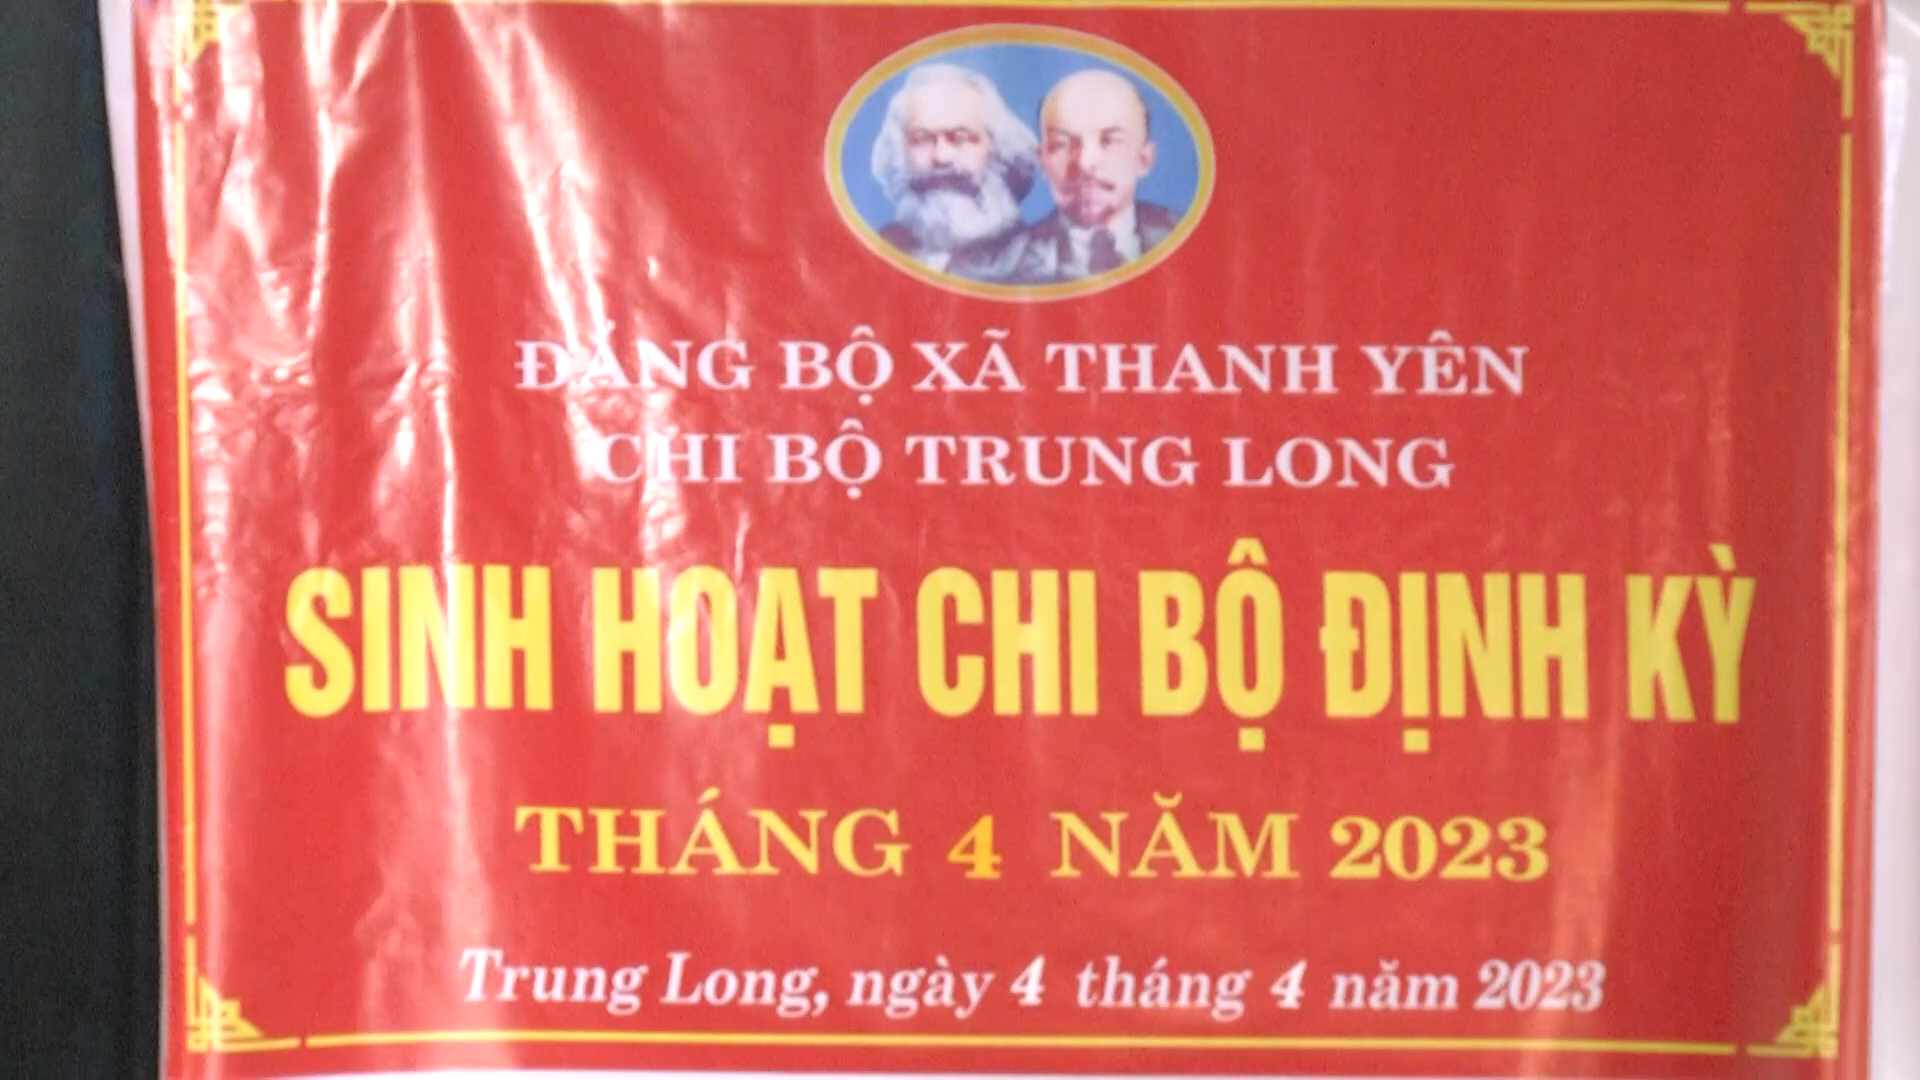 ĐẢNG BỘ XÃ THANH YÊN
CHI BỘ TRUNG LONG
SINH HOẠT CHI BỘ ĐỊNH KỲ
THÁNG 4 NĂM 2023
Trung Long, ngày 4 tháng 4 năm 2023